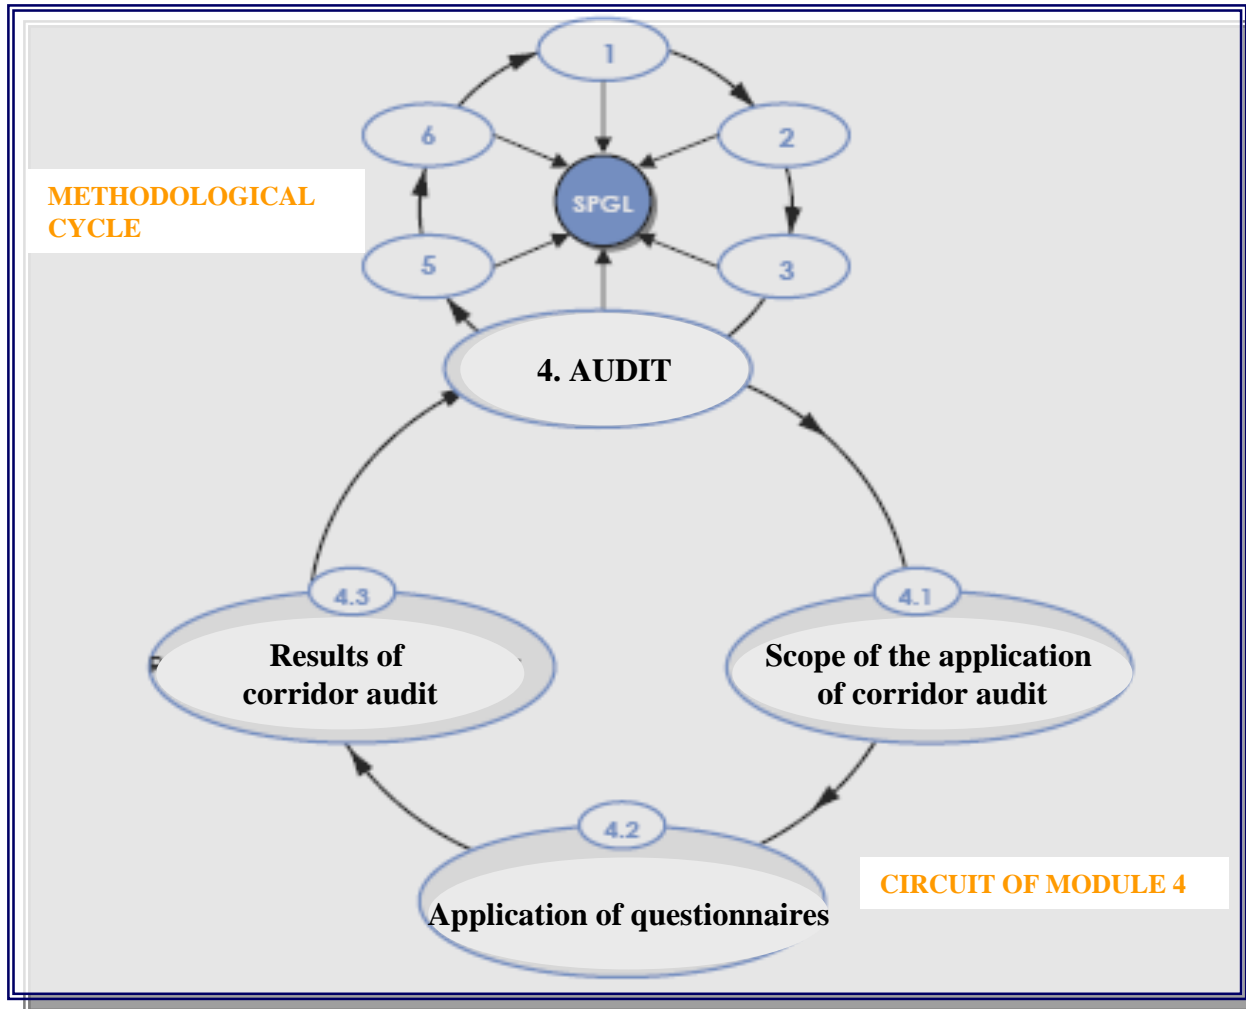 1
6
2
METHODOLOGICAL
CYCLE
SPGL
5
3
4. AUDIT
4.3
4.1
Results of
corridor audit
Scope of the application
of corridor audit
4.2
CIRCUIT OF MODULE 4
Application of questionnaires